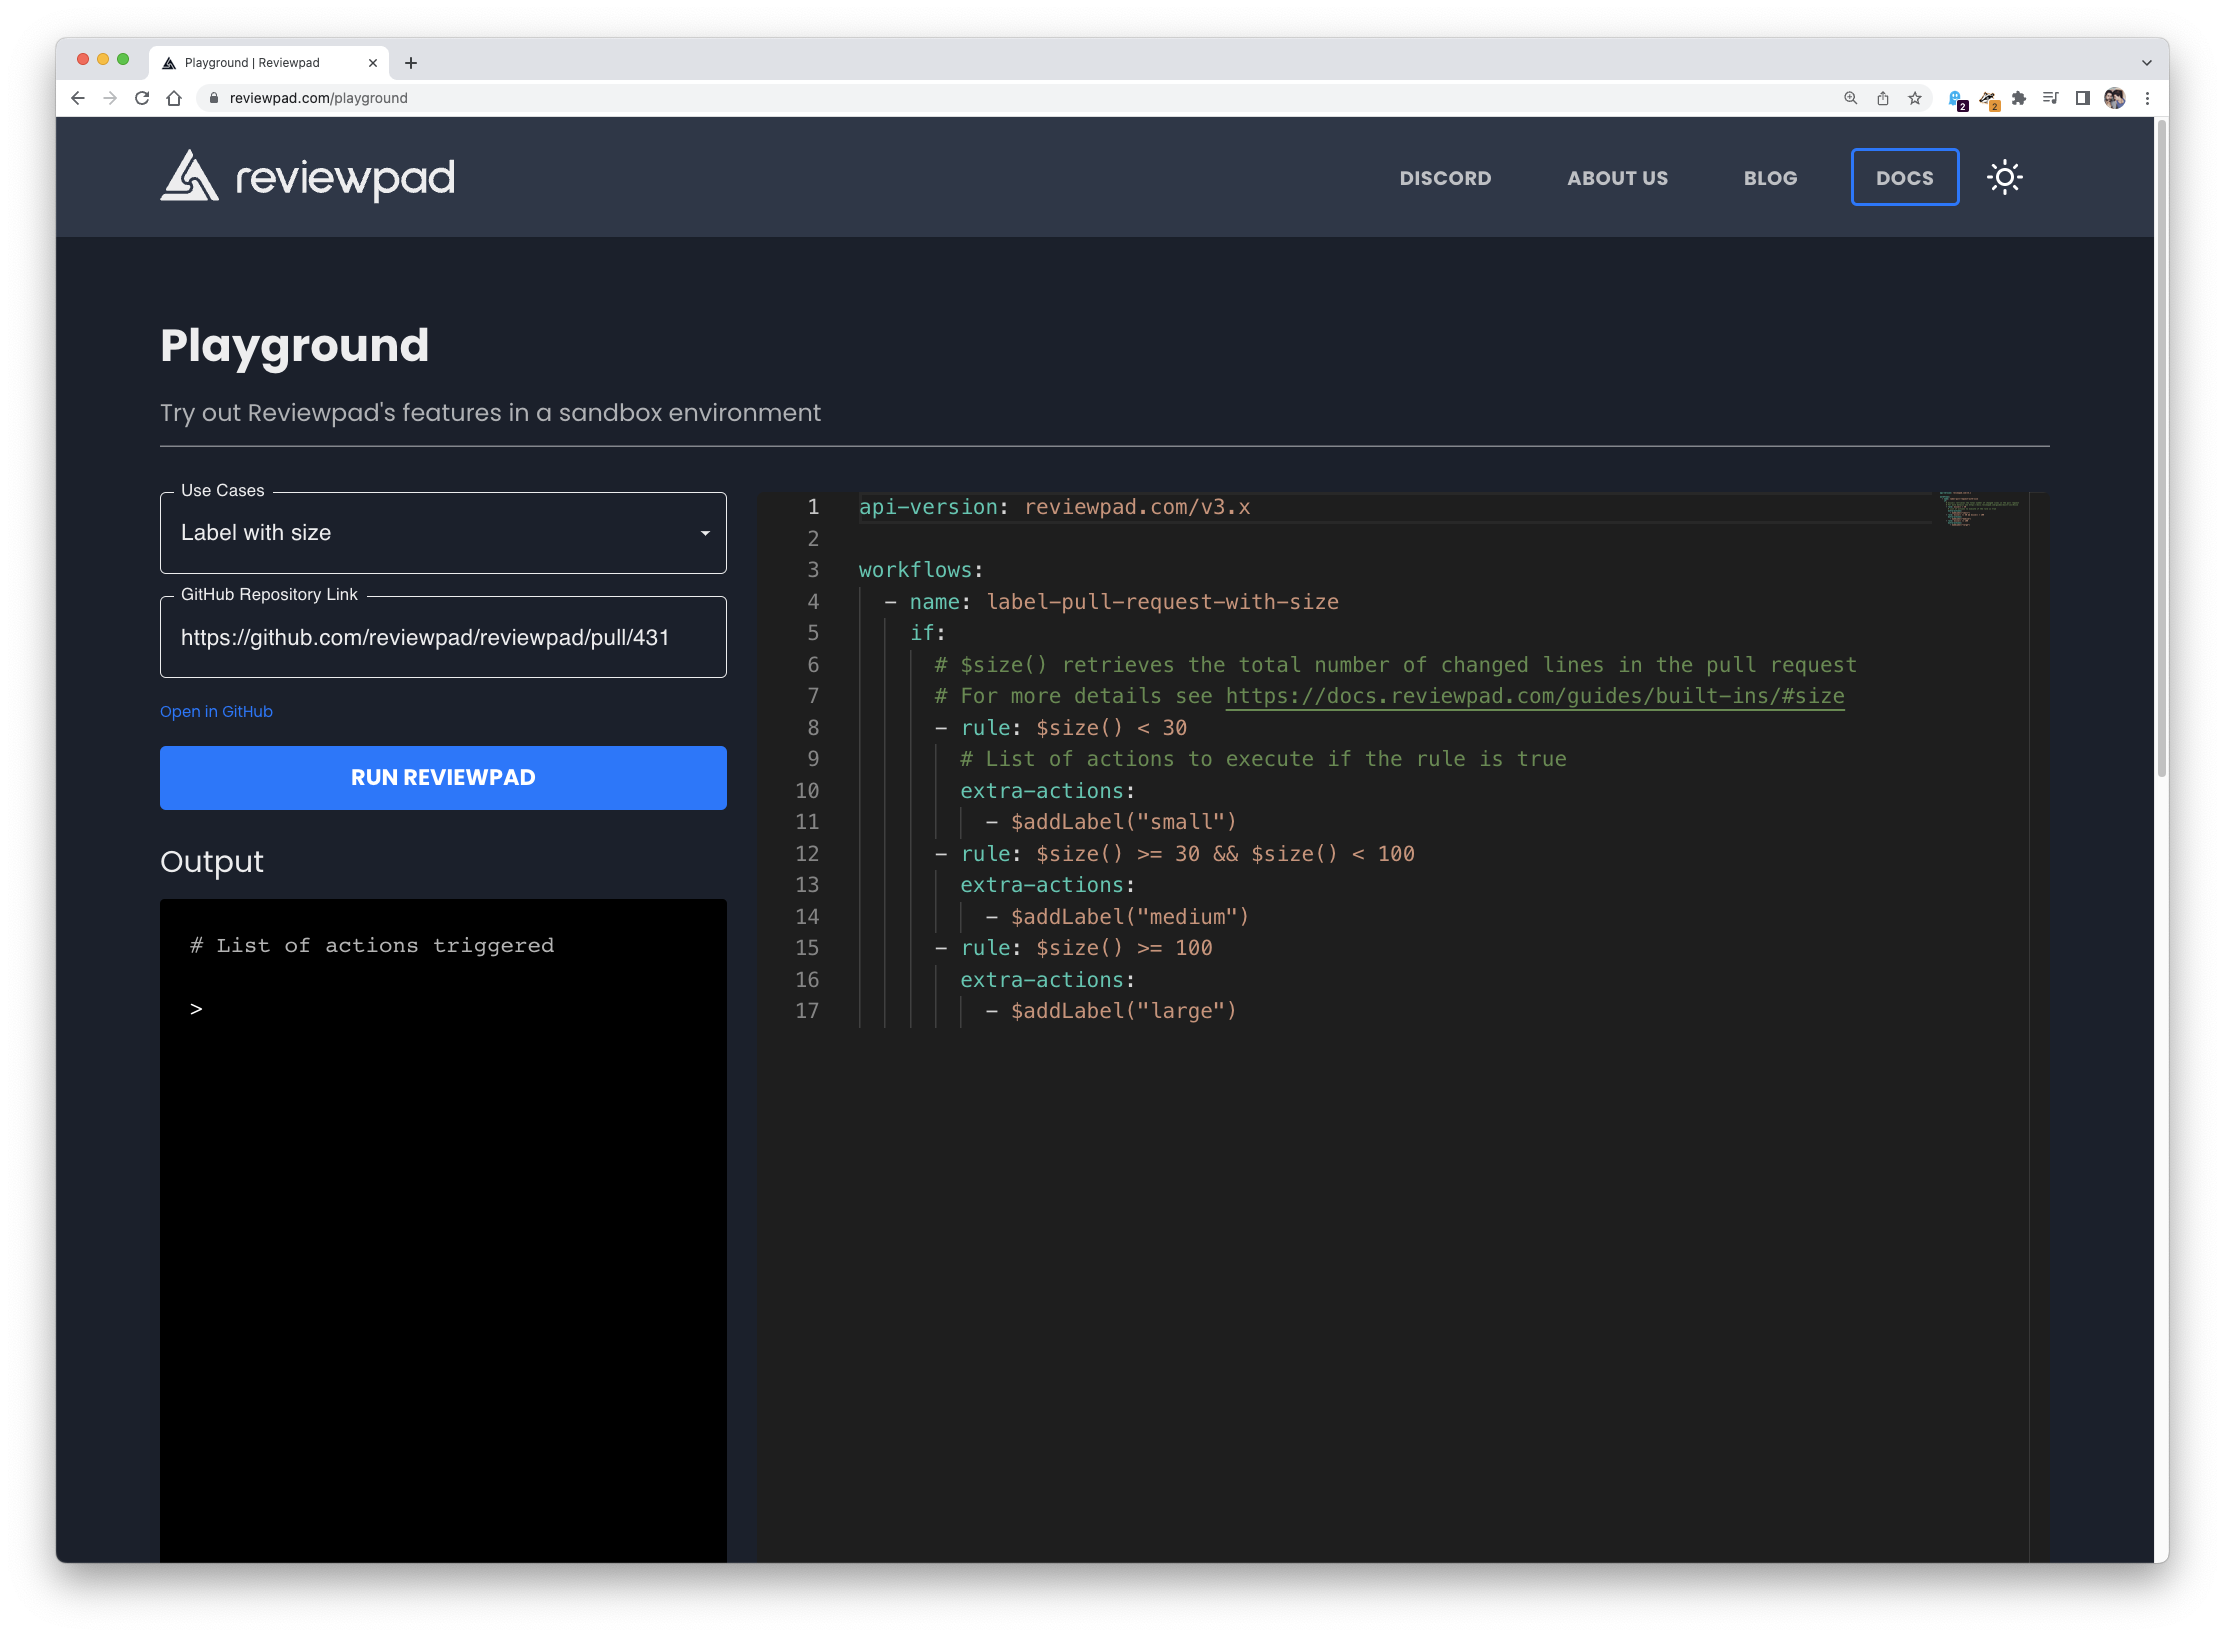 Playground | Reviewpad
reviewpad.com/playground
2
2
reviewpad
DISCORD
ABOUT US
BLOG
DOCS
Playground
Try out Reviewpad's features in a sandbox environment
Use Cases
Label with size
GitHub Repository Link
https://github.com/reviewpad/reviewpad/pull/431
Open in GitHub
RUN REVIEWPAD
Output
# List of actions triggered
>
1 api-version: reviewpad.com/v3.x
2
3 workflows:
4 - name: label-pull-request-with-size
5 if:
6 # $size() retrieves the total number of changed lines in the pull request
7 # For more details see https://docs.reviewpad.com/guides/built-ins/#size
8 - rule: $size() < 30
9 # List of actions to execute if the rule is true
10 extra-actions:
11 - $addLabel("small")
12 - rule: $size() >= 30 && $size() < 100
13 extra-actions:
14 - $addLabel("medium")
15 - rule: $size() >= 100
16 extra-actions:
17 - $addLabel("large")